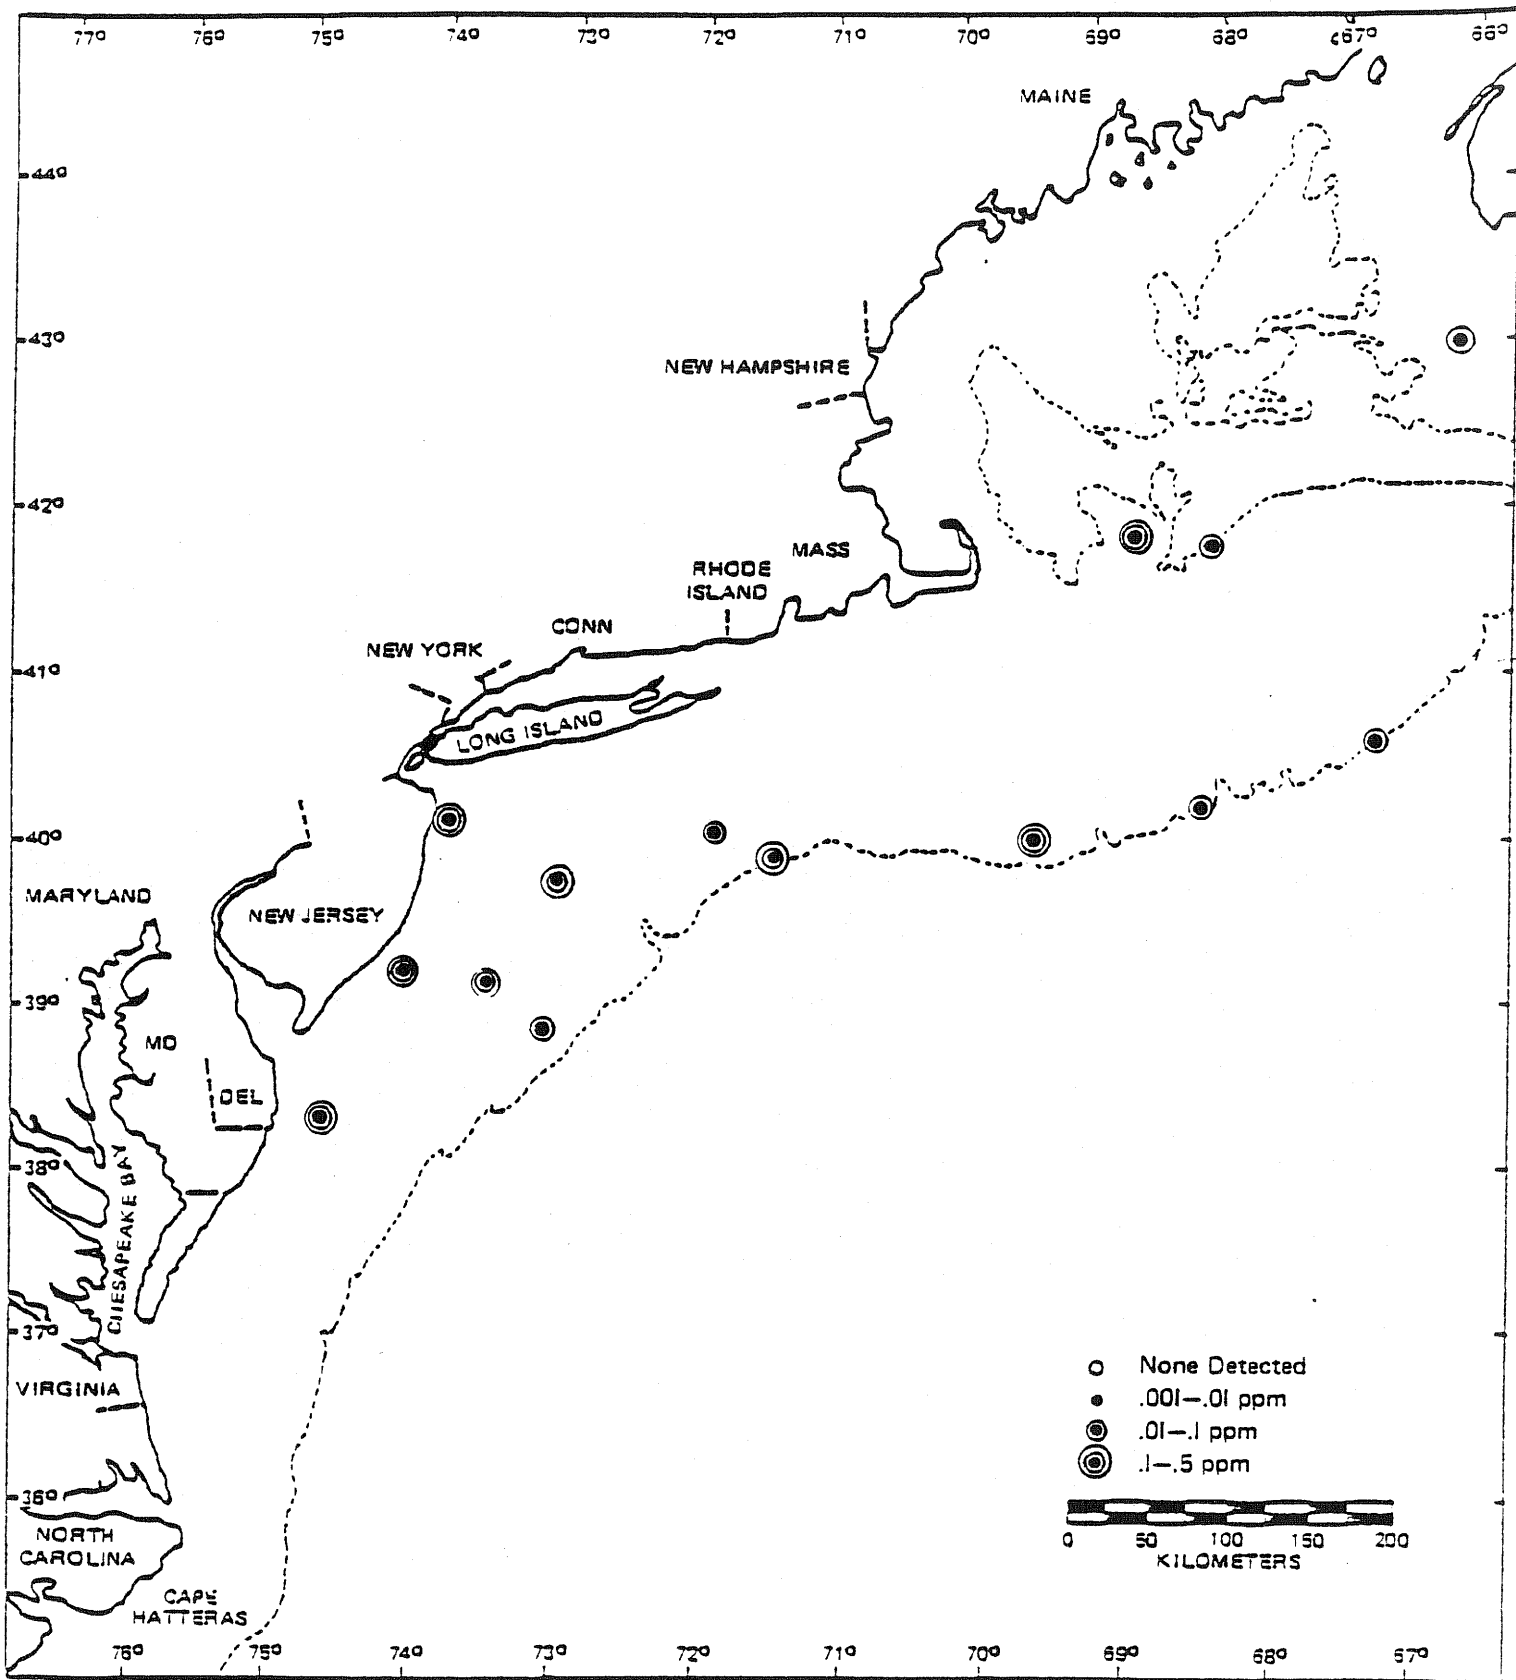 77° 76° 75° 74° 73° 72° 71° 70° 69° 68° 67° 66°
MAINE
44°
43°
NEW HAMPSHIRE
42°
MASS
RHODE
ISLAND
CONN
NEW YORK
41°
LONG ISLAND
40°
MARYLAND
NEW JERSEY
39°
MD
DEL
38°
CHESAPEAKE BAY
37°
None Detected
.001–.01 ppm
VIRGINIA
.01–.1 ppm
.1–.5 ppm
36°
0 50 100 150 200
KILOMETERS
NORTH
CAROLINA
CAPE
HATTERAS
76° 75° 74° 73° 72° 71° 70° 69° 68° 67°